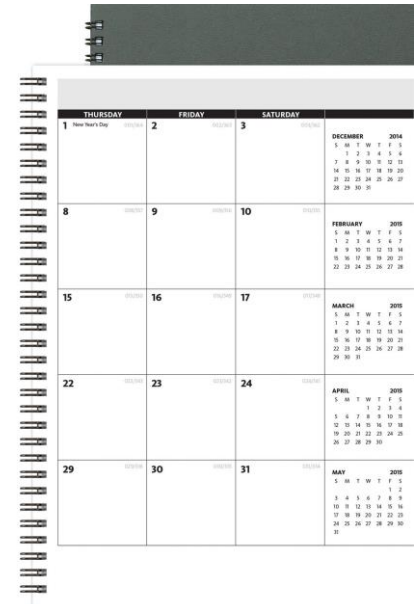 THURSDAY FRIDAY SATURDAY
1 New Year's Day 2 3
DECEMBER 2014
S M T W T F S
1 2 3 4 5 6
7 8 9 10 11 12 13
14 15 16 17 18 19 20
21 22 23 24 25 26 27
28 29 30 31
8 9 10
FEBRUARY 2015
S M T W T F S
1 2 3 4 5 6 7
8 9 10 11 12 13 14
15 16 17 18 19 20 21
22 23 24 25 26 27 28
15 16 17
MARCH 2015
S M T W T F S
1 2 3 4 5 6 7
8 9 10 11 12 13 14
15 16 17 18 19 20 21
22 23 24 25 26 27 28
29 30 31
22 23 24
APRIL 2015
S M T W T F S
1 2 3 4
5 6 7 8 9 10 11
12 13 14 15 16 17 18
19 20 21 22 23 24 25
26 27 28 29 30
29 30 31
MAY 2015
S M T W T F S
1 2
3 4 5 6 7 8 9
10 11 12 13 14 15 16
17 18 19 20 21 22 23
24 25 26 27 28 29 30
31